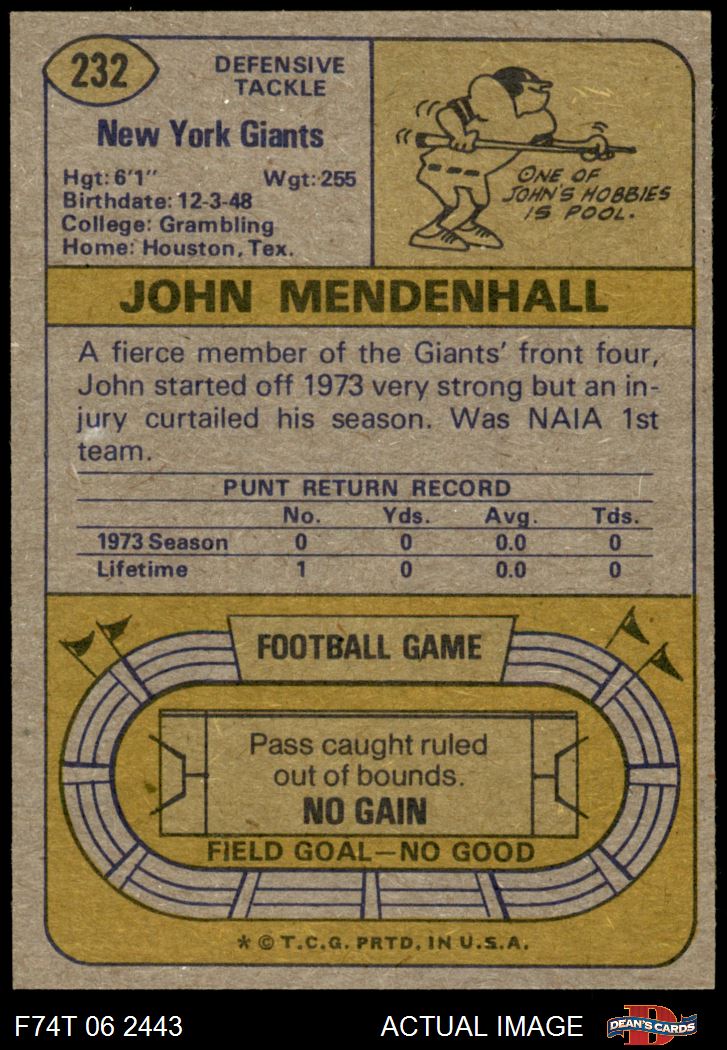 232
DEFENSIVE
TACKLE
New York Giants
Hgt: 6'1" Wgt: 255
Birthdate: 12-3-48
College: Grambling
Home: Houston, Tex.
ONE OF
JOHN'S HOBBIES
IS POOL.
JOHN MENDENHALL
A fierce member of the Giants' front four,
John started off 1973 very strong but an in-
jury curtailed his season. Was NAIA 1st
team.
PUNT RETURN RECORD
No. Yds. Avg. Tds.
1973 Season 0 0 0.0 0
Lifetime 1 0 0.0 0
FOOTBALL GAME
Pass caught ruled
out of bounds.
NO GAIN
FIELD GOAL—NO GOOD
* © T.C.G. PRTD. IN U.S.A.
F74T 06 2443 ACTUAL IMAGE D DEAN'S CARDS